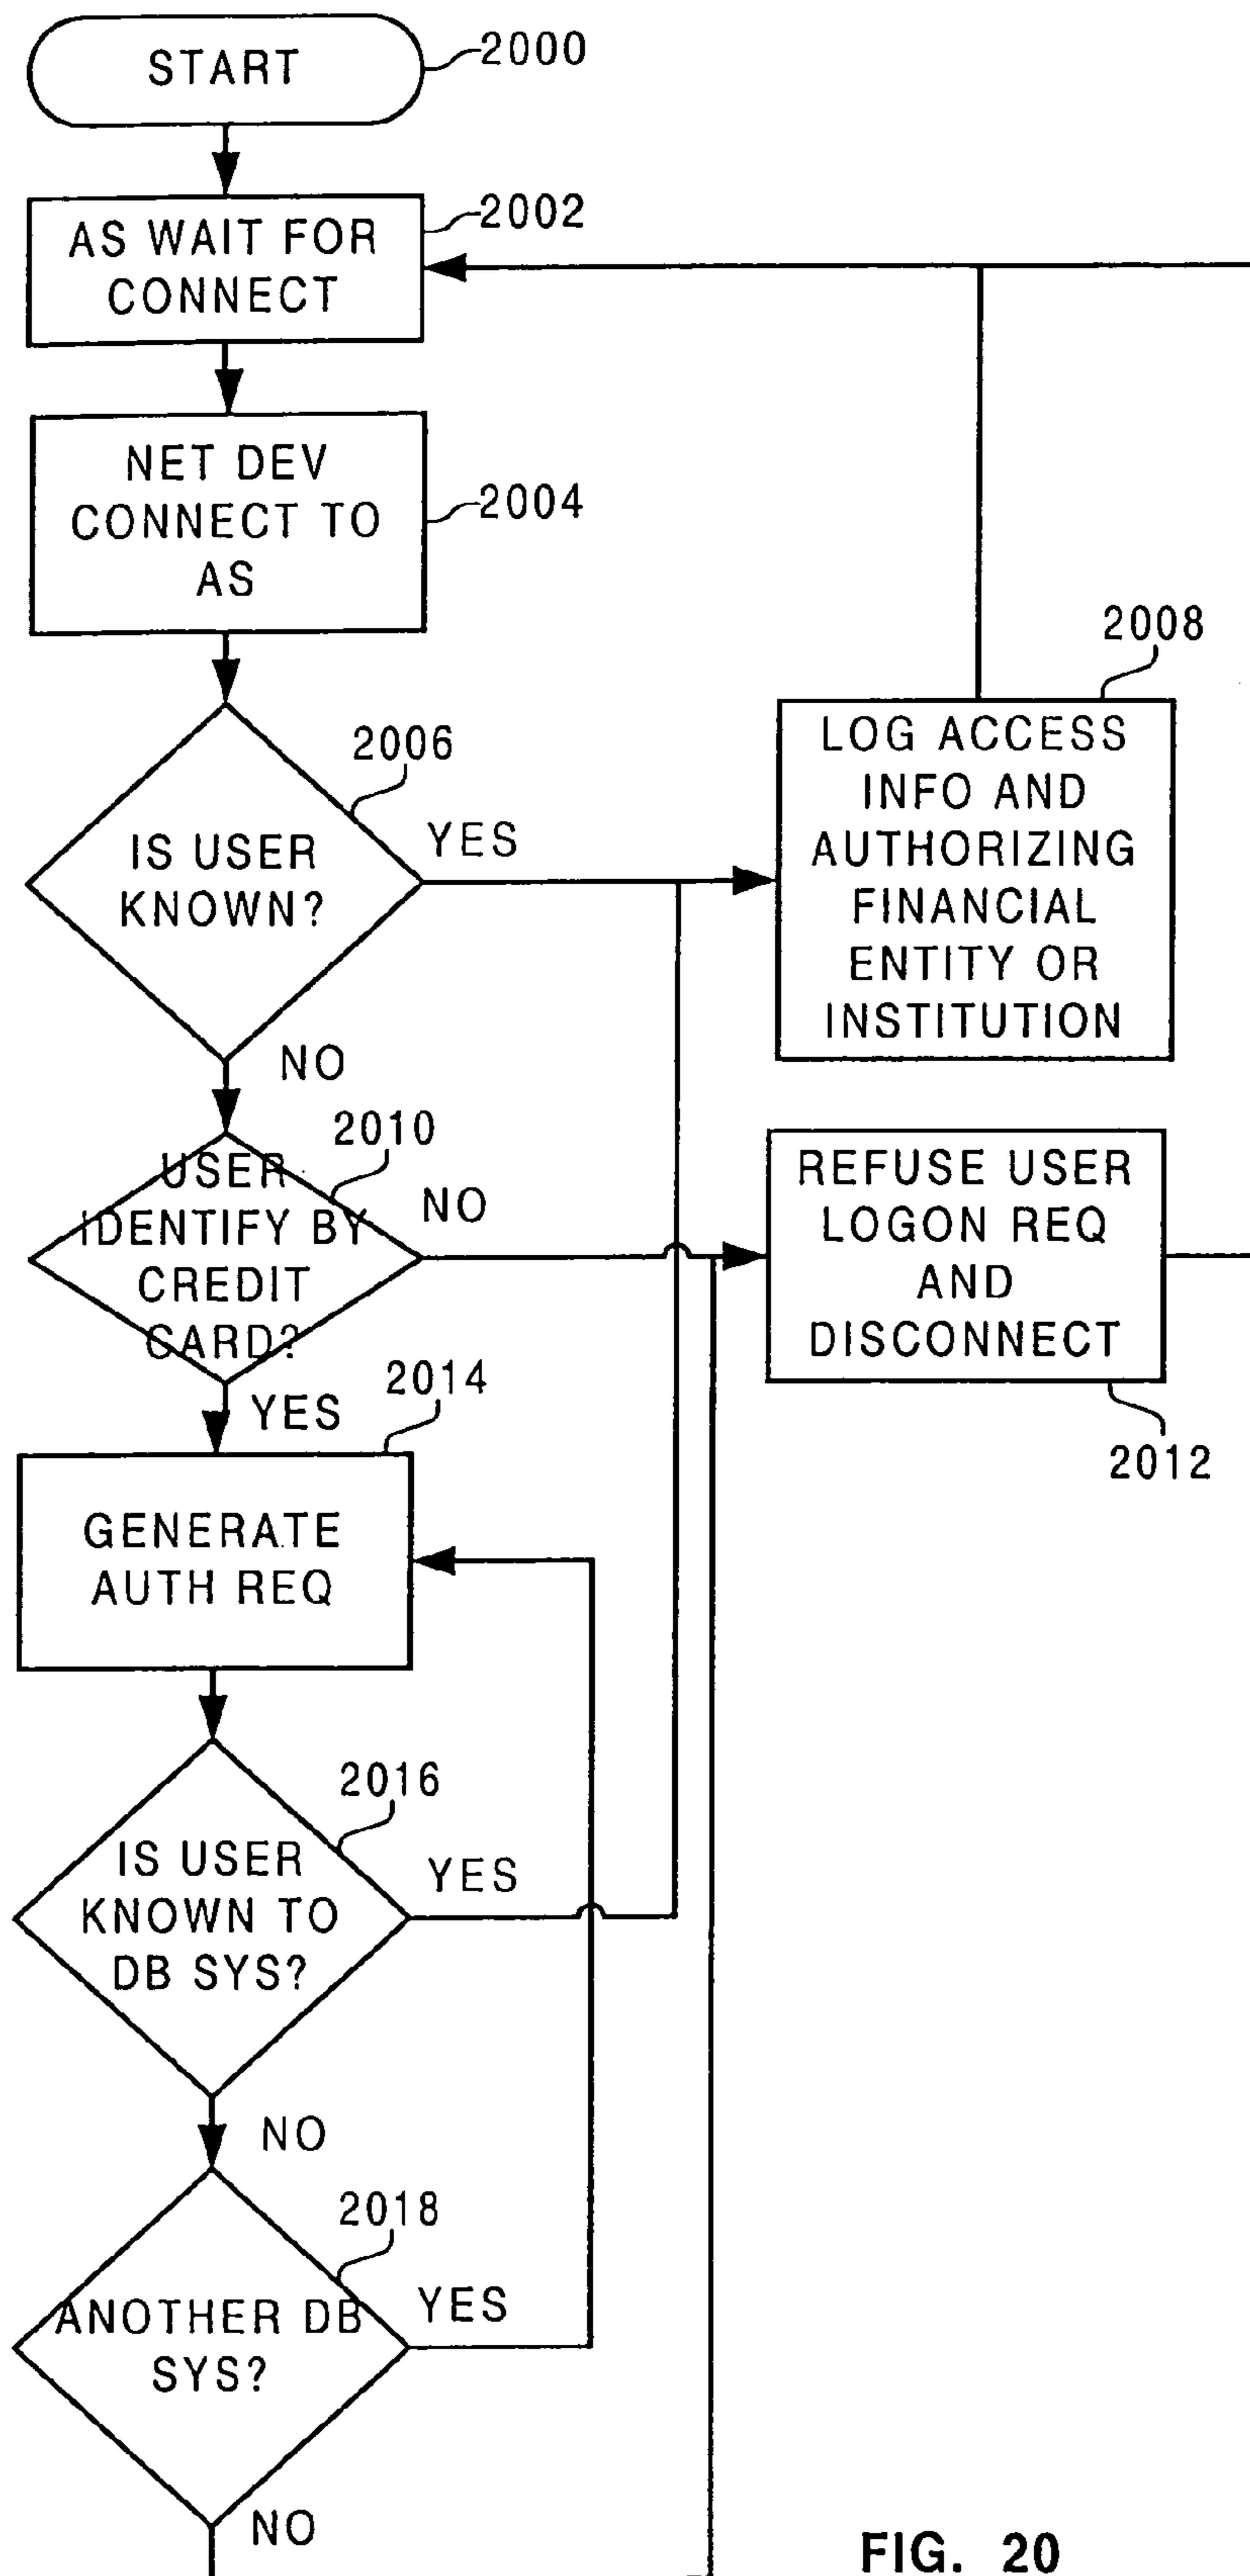 START
2000
AS WAIT FOR
CONNECT
2002
NET DEV
CONNECT TO
AS
2004
IS USER
KNOWN?
2006
YES
NO
2008
LOG ACCESS
INFO AND
AUTHORIZING
FINANCIAL
ENTITY OR
INSTITUTION
USER
IDENTIFY BY
CREDIT
CARD?
2010
NO
YES
REFUSE USER
LOGON REQ
AND
DISCONNECT
2012
2014
GENERATE
AUTH REQ
2016
IS USER
KNOWN TO
DB SYS?
YES
NO
2018
ANOTHER DB
SYS?
YES
NO
FIG. 20